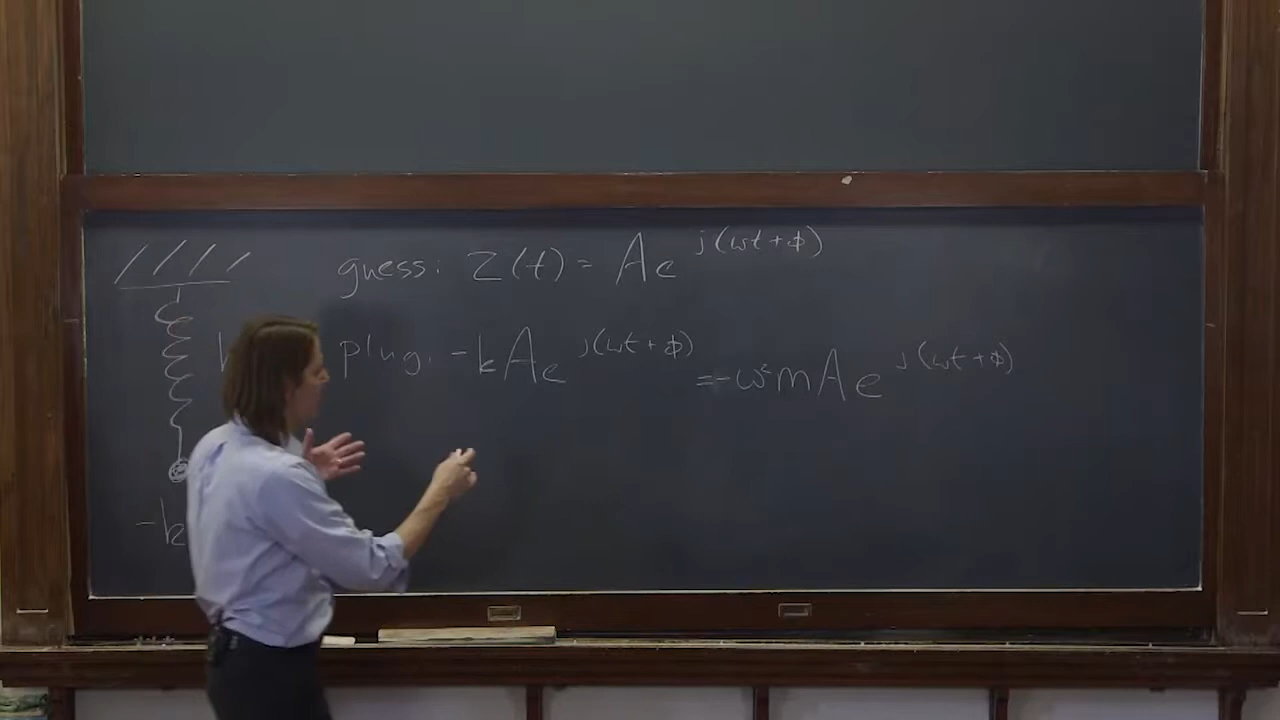 guess: Z(t) = Ae^{j(ωt+ϕ)}
plug, -kAe^{j(ωt+ϕ)} = -ω²mAe^{j(ωt+ϕ)}
-k